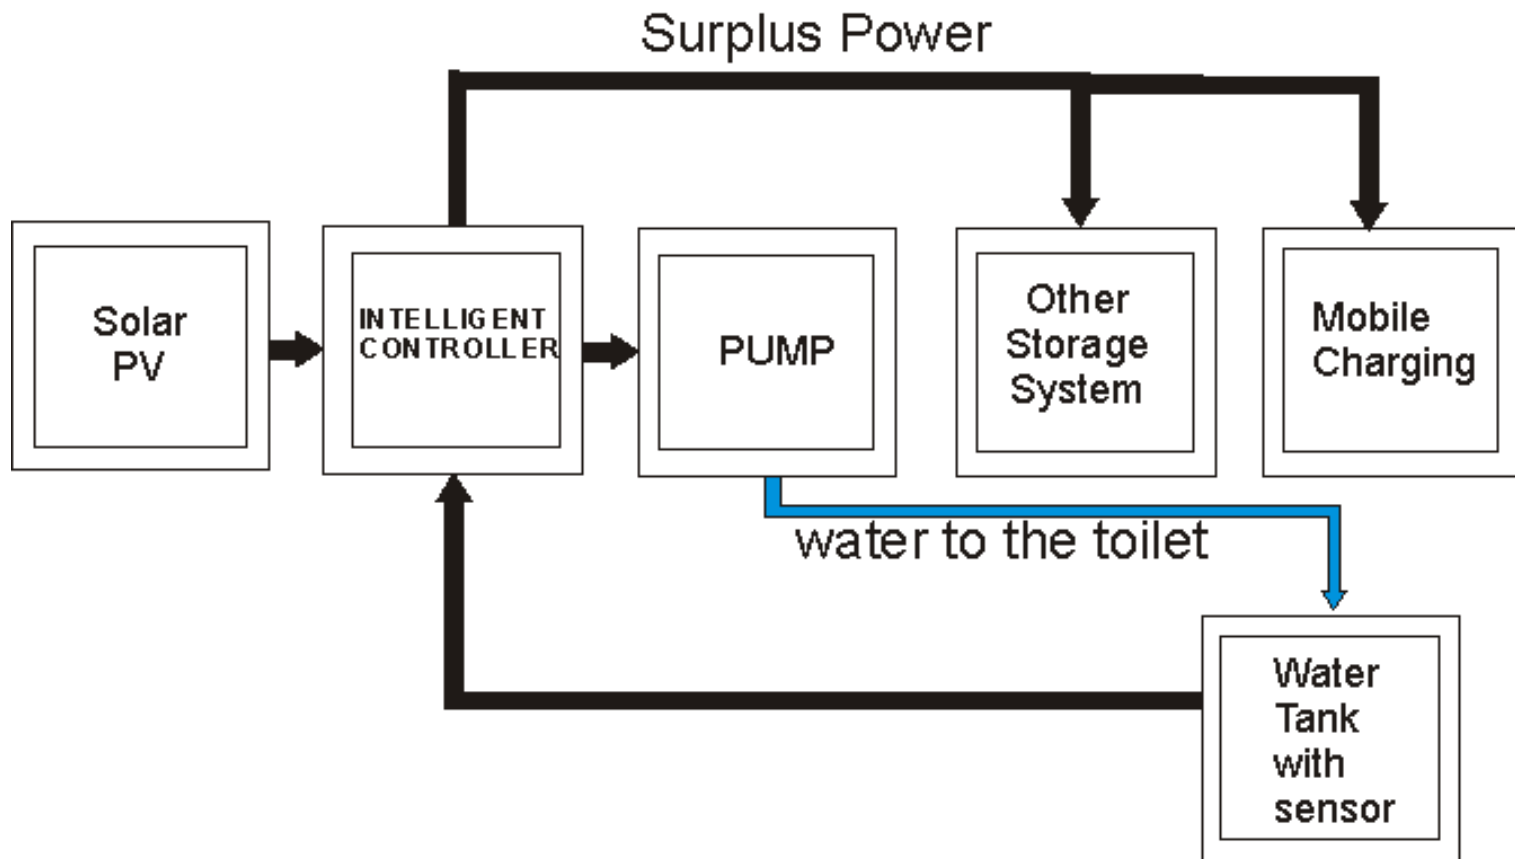 Surplus Power
Solar
PV
INTELLIGENT
CONTROLLER
PUMP
Other
Storage
System
Mobile
Charging
water to the toilet
Water
Tank
with
sensor